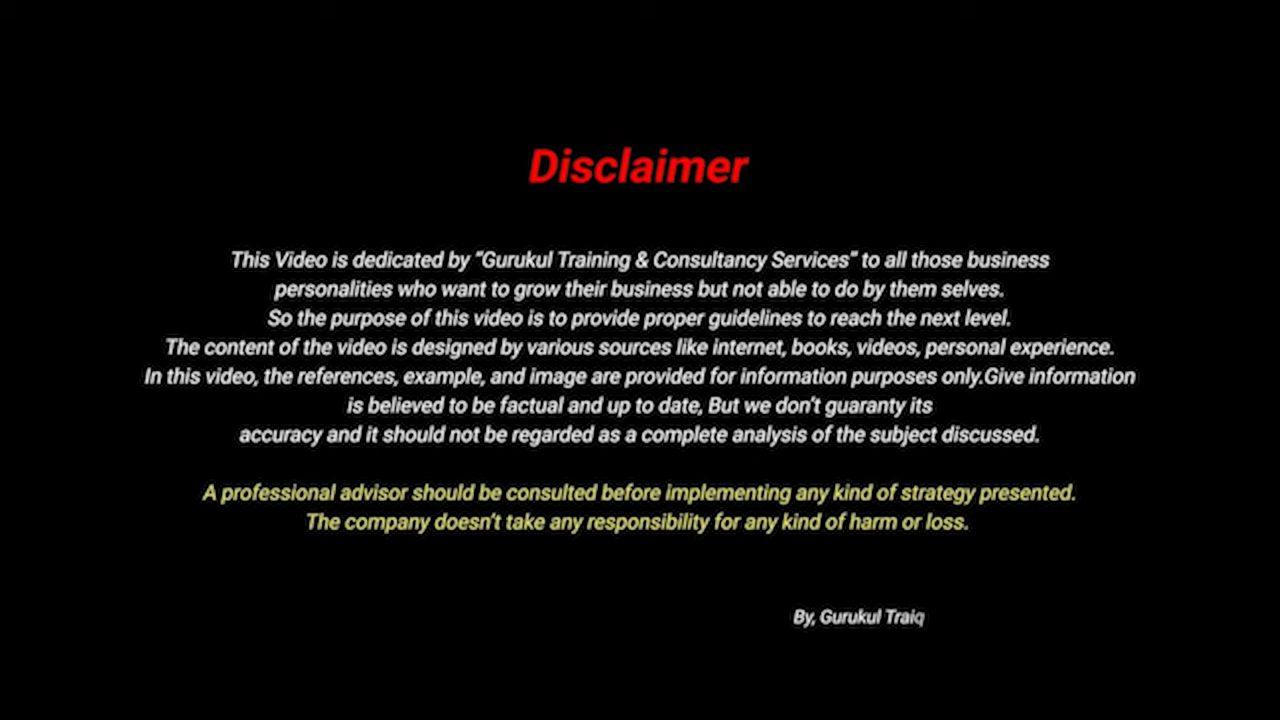 Disclaimer
This Video is dedicated by "Gurukul Training & Consultancy Services" to all those business
personalities who want to grow their business but not able to do by them selves.
So the purpose of this video is to provide proper guidelines to reach the next level.
The content of the video is designed by various sources like internet, books, videos, personal experience.
In this video, the references, example, and image are provided for information purposes only.Give information
is believed to be factual and up to date, But we don't guaranty its
accuracy and it should not be regarded as a complete analysis of the subject discussed.
A professional advisor should be consulted before implementing any kind of strategy presented.
The company doesn't take any responsibility for any kind of harm or loss.
By, Gurukul